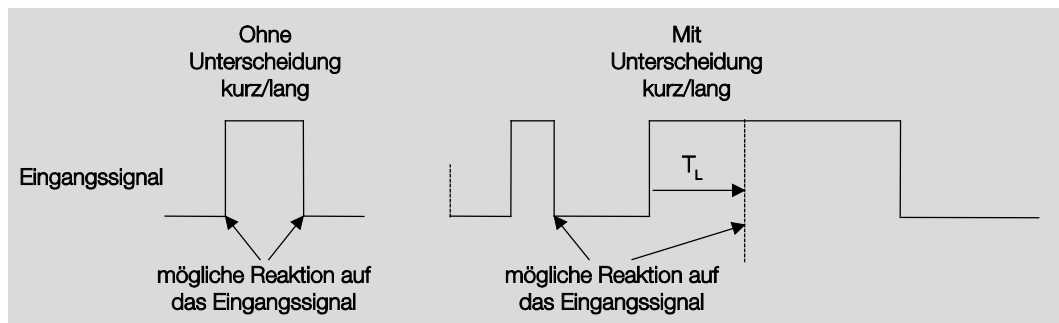 Ohne
Unterscheidung
kurz/lang
Mit
Unterscheidung
kurz/lang
Eingangssignal
T_L
mögliche Reaktion auf
das Eingangssignal
mögliche Reaktion auf
das Eingangssignal